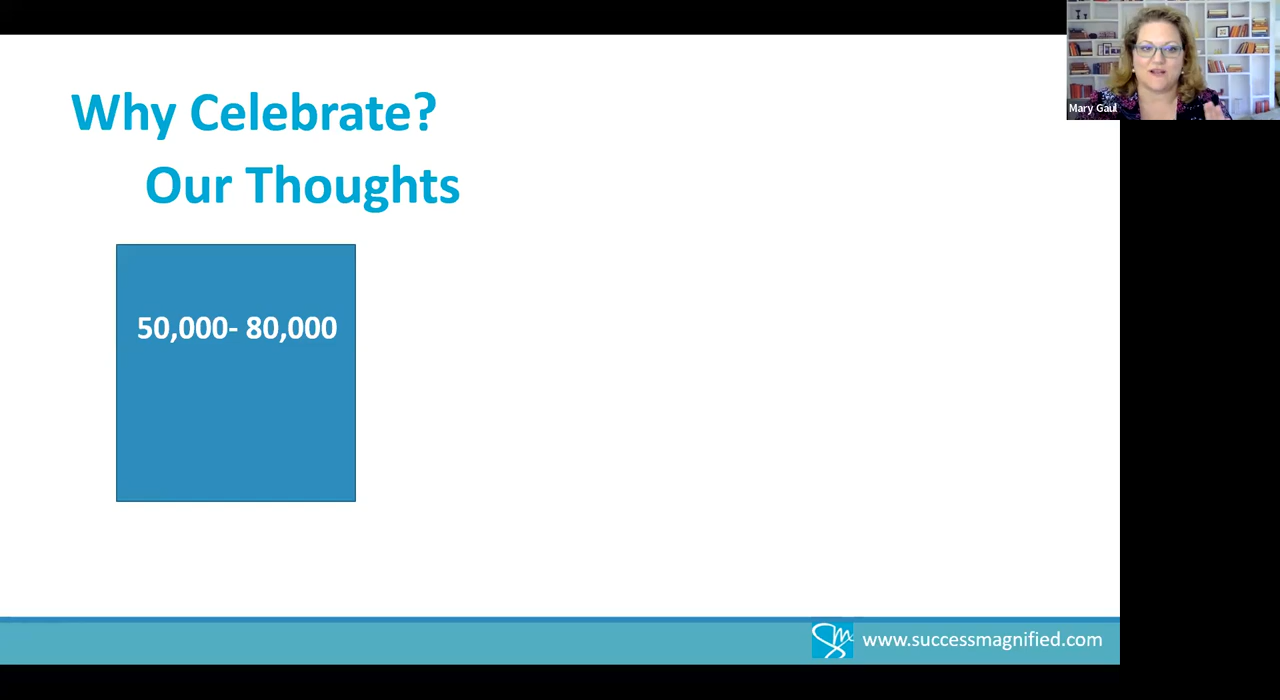 Why Celebrate?
Our Thoughts
50,000- 80,000
Mary Gaul
www.successmagnified.com